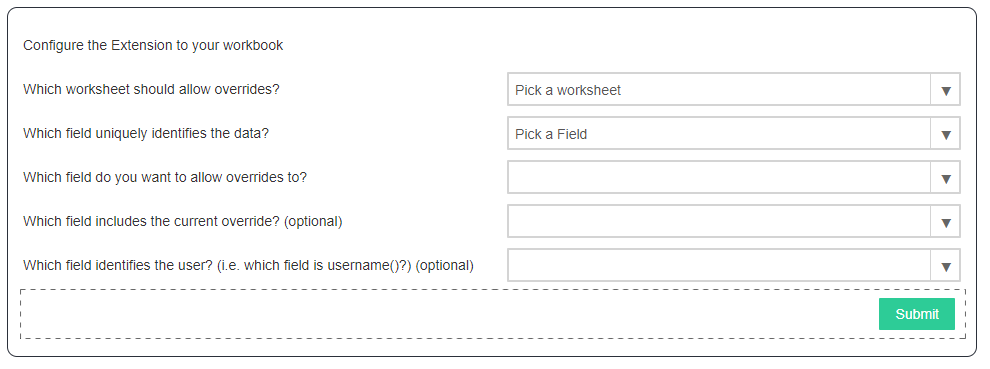 Configure the Extension to your workbook
Which worksheet should allow overrides?
Pick a worksheet
Which field uniquely identifies the data?
Pick a Field
Which field do you want to allow overrides to?
Which field includes the current override? (optional)
Which field identifies the user? (i.e. which field is username()?) (optional)
Submit